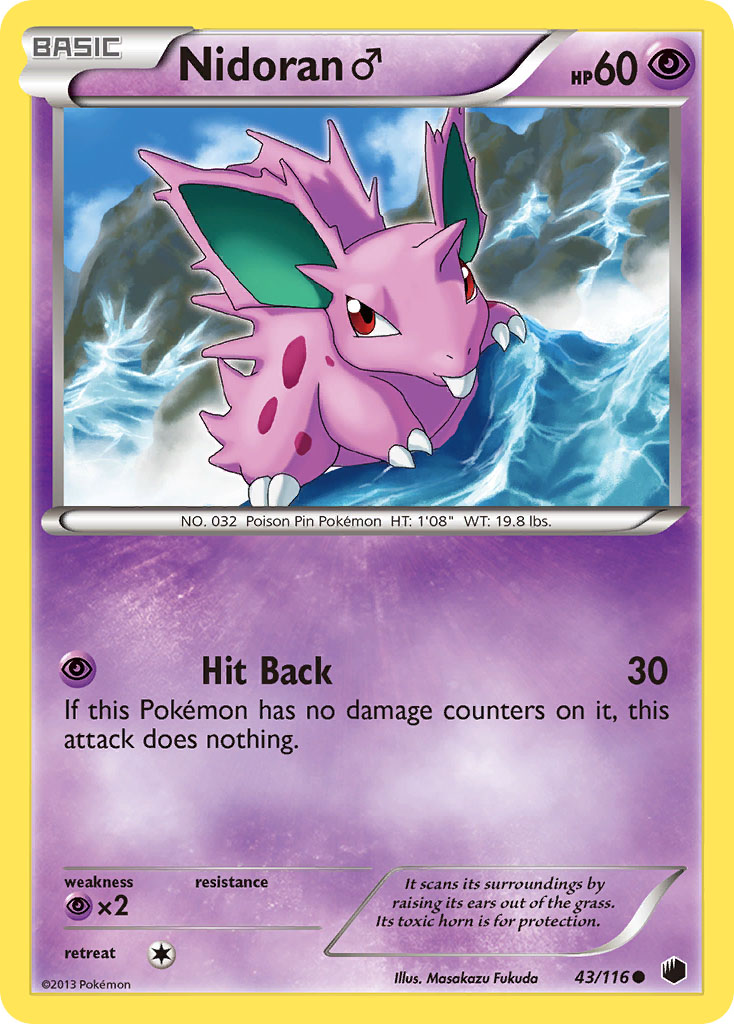 BASIC
Nidoran♂
HP60
NO. 032 Poison Pin Pokémon HT: 1'08" WT: 19.8 lbs.
Hit Back 30
If this Pokémon has no damage counters on it, this
attack does nothing.
weakness resistance
×2
retreat
It scans its surroundings by
raising its ears out of the grass.
Its toxic horn is for protection.
©2013 Pokémon
Illus. Masakazu Fukuda
43/116